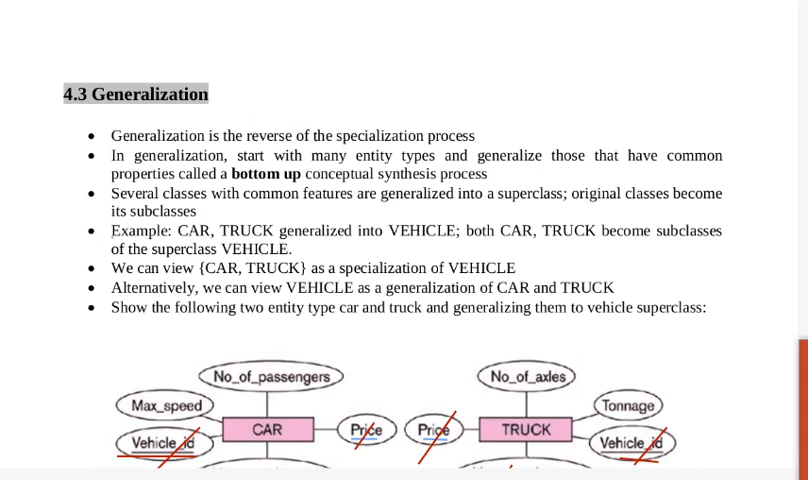 4.3 Generalization
• Generalization is the reverse of the specialization process
• In generalization, start with many entity types and generalize those that have common
properties called a bottom up conceptual synthesis process
• Several classes with common features are generalized into a superclass; original classes become
its subclasses
• Example: CAR, TRUCK generalized into VEHICLE; both CAR, TRUCK become subclasses
of the superclass VEHICLE.
• We can view {CAR, TRUCK} as a specialization of VEHICLE
• Alternatively, we can view VEHICLE as a generalization of CAR and TRUCK
• Show the following two entity type car and truck and generalizing them to vehicle superclass:
No_of_passengers
No_of_axles
Max_speed
Tonnage
CAR
Price
Price
TRUCK
Vehicle_id
Vehicle_id